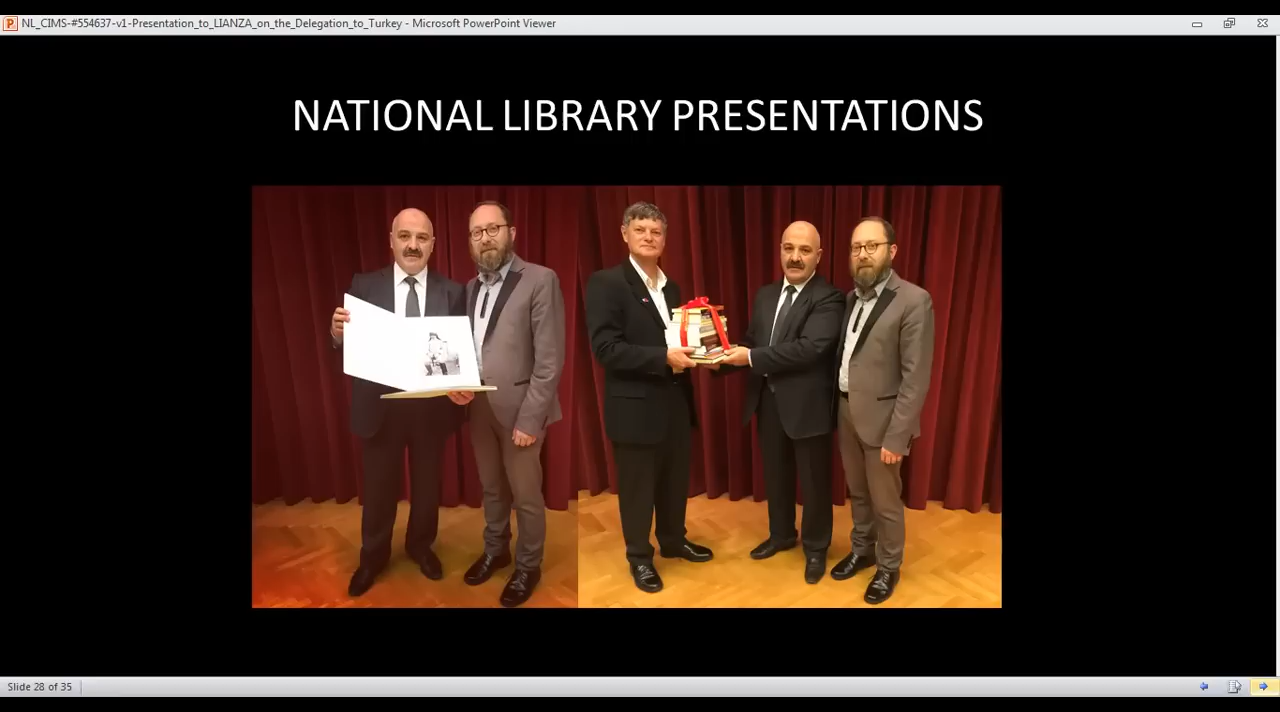 NL_CIMS-#554637-v1-Presentation_to_LIANZA_on_the_Delegation_to_Turkey - Microsoft PowerPoint Viewer
NATIONAL LIBRARY PRESENTATIONS
Slide 28 of 35